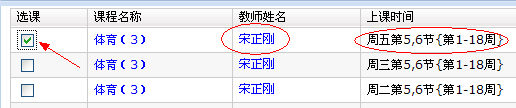 选课 课程名称 教师姓名 上课时间
体育（3） 宋正刚 周五第5,6节{第1-18周}
体育（3） 宋正刚 周三第5,6节{第1-18周}
体育（3） 宋正刚 周四第5,6节{第1-18周}